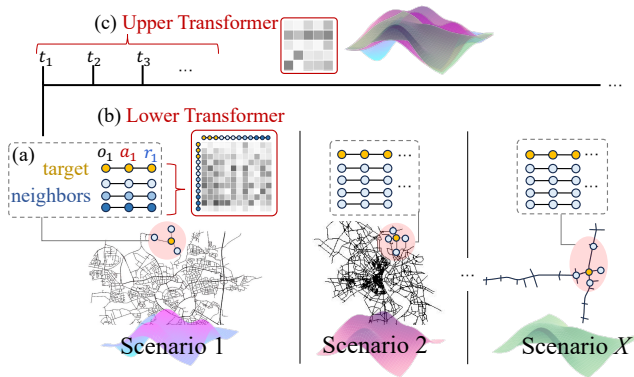 (c) Upper Transformer
t₁ t₂ t₃ ...
...
(b) Lower Transformer
(a) o₁ a₁ r₁
target
neighbors
...
...
...
...
...
Scenario 1 Scenario 2 Scenario X